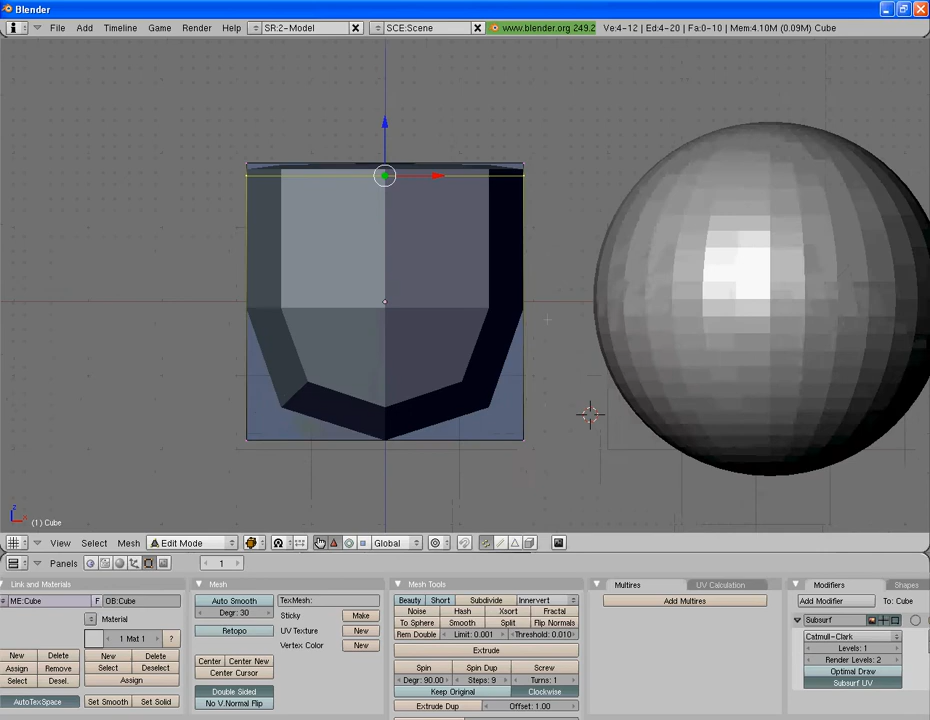 Blender
File Add Timeline Game Render Help SR:2-Model SCE:Scene www.blender.org 249.2 Ve:4-12 | Ed:4-20 | Fa:0-10 | Mem:4.10M (0.09M) Cube
z
x
(1) Cube
View Select Mesh Edit Mode Global
Panels 1
Link and Materials
ME:Cube F OB:Cube
1 Mat 1 ?
New Delete New Delete
Assign Remove Select Deselect
Select Desel. Assign
AutoTexSpace Set Smooth Set Solid
Mesh
Auto Smooth TexMesh:
Degr: 30 Sticky Make
Retopo UV Texture New
Vertex Color New
Center Center New
Center Cursor
Double Sided
No V.Normal Flip
Mesh Tools
Beauty Short Subdivide Innervert
Noise Hash Xsort Fractal
To Sphere Smooth Split Flip Normals
Rem Double Limit: 0.001 Threshold: 0.010
Extrude
Spin Spin Dup Screw
Degr: 90.00 Steps: 9 Turns: 1
Keep Original Clockwise
Extrude Dup Offset: 1.00
Multires UV Calculation
Add Multires
Modifiers Shapes
Add Modifier To: Cube
Subsurf
Catmull-Clark
Levels: 1
Render Levels: 2
Optimal Draw
Subsurf UV